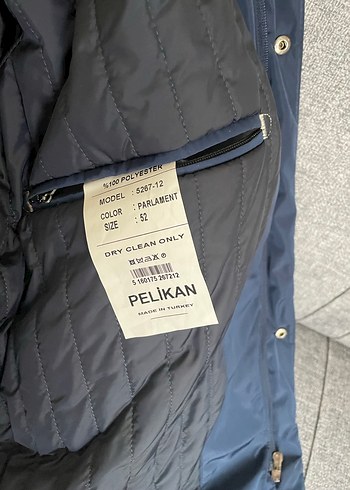 %100 POLYESTER
MODEL : 5267-12
COLOR : PARLAMENT
SIZE : 52
DRY CLEAN ONLY
5 160175 267212
PELİKAN
MADE IN TURKEY